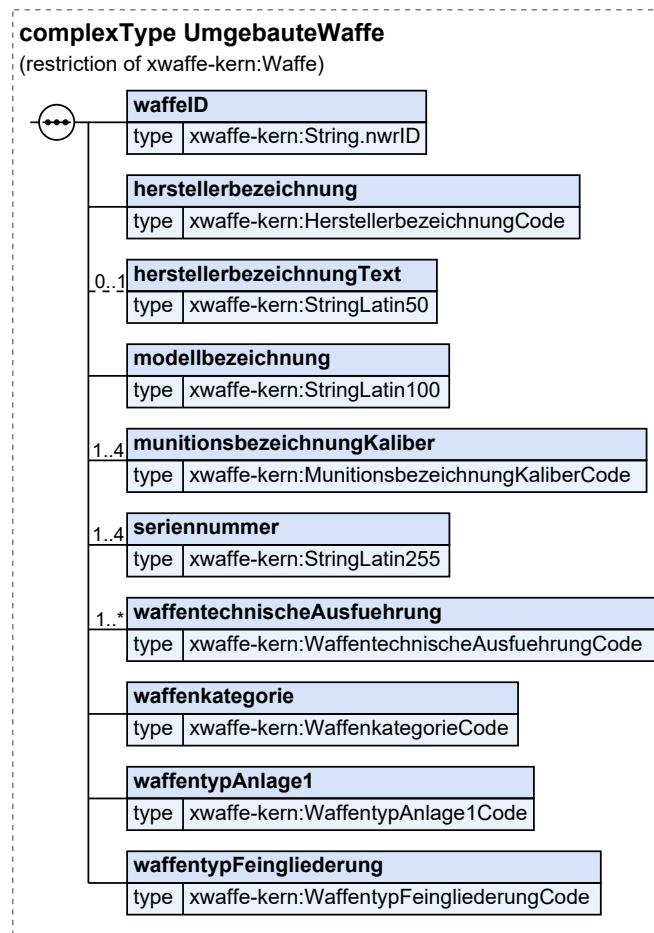 complexType UmgebauteWaffe
(restriction of xwaffe-kern:Waffe)
waffeID
type xwaffe-kern:String.nwrID
herstellerbezeichnung
type xwaffe-kern:HerstellerbezeichnungCode
0..1 herstellerbezeichnungText
type xwaffe-kern:StringLatin50
modellbezeichnung
type xwaffe-kern:StringLatin100
1..4 munitionsbezeichnungKaliber
type xwaffe-kern:MunitionsbezeichnungKaliberCode
1..4 seriennummer
type xwaffe-kern:StringLatin255
1..* waffentechnischeAusfuehrung
type xwaffe-kern:WaffentechnischeAusfuehrungCode
waffenkategorie
type xwaffe-kern:WaffenkategorieCode
waffentypAnlage1
type xwaffe-kern:WaffentypAnlage1Code
waffentypFeingliederung
type xwaffe-kern:WaffentypFeingliederungCode